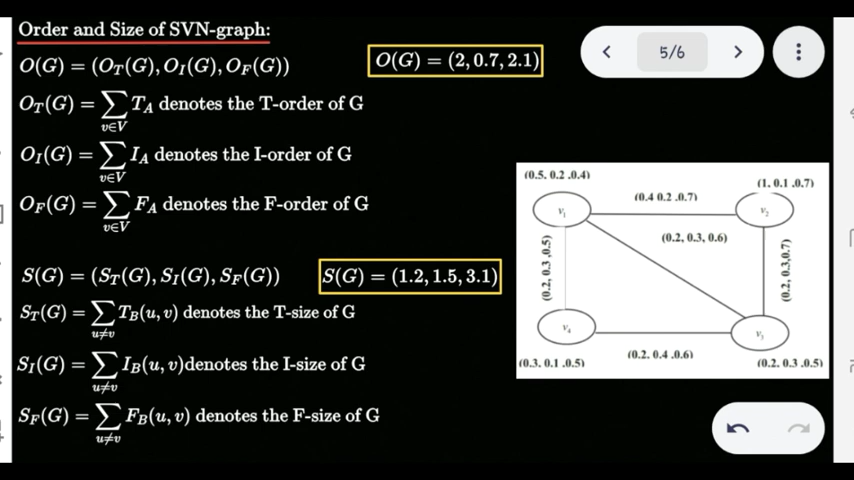 Order and Size of SVN-graph:
O(G) = (O_T(G), O_I(G), O_F(G))
O(G) = (2, 0.7, 2.1)
O_T(G) = ∑_{v∈V} T_A denotes the T-order of G
O_I(G) = ∑_{v∈V} I_A denotes the I-order of G
O_F(G) = ∑_{v∈V} F_A denotes the F-order of G
S(G) = (S_T(G), S_I(G), S_F(G))
S(G) = (1.2, 1.5, 3.1)
S_T(G) = ∑_{u≠v} T_B(u, v) denotes the T-size of G
S_I(G) = ∑_{u≠v} I_B(u, v)denotes the I-size of G
S_F(G) = ∑_{u≠v} F_B(u, v) denotes the F-size of G
5/6
(0.5, 0.2 ,0.4)
(1, 0.1 ,0.7)
(0.4 0.2 ,0.7)
v₁
v₂
(0.2, 0.3, 0.6)
(0.2, 0.3 ,0.5)
(0.2, 0.3,0.7)
v₄
v₃
(0.2, 0.4 ,0.6)
(0.3, 0.1 ,0.5)
(0.2, 0.3 ,0.5)